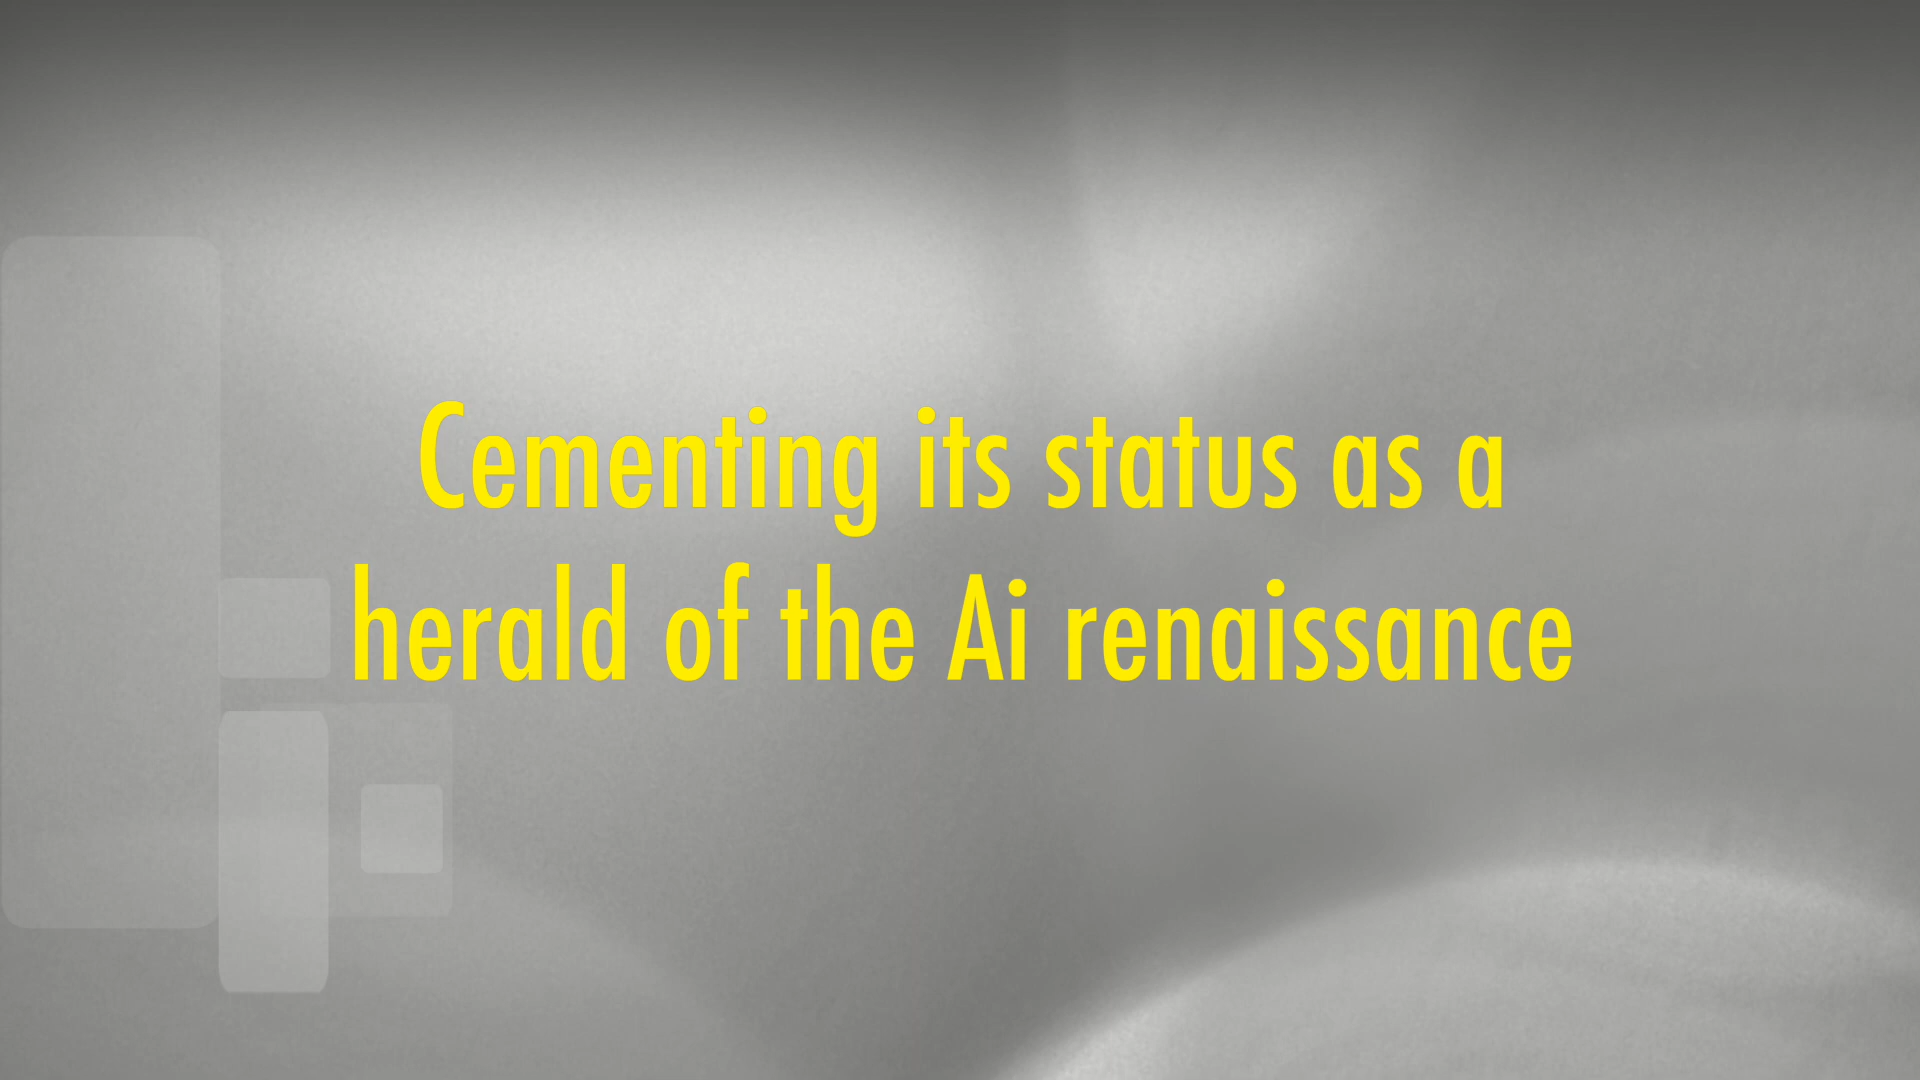 Cementing its status as a
herald of the Ai renaissance